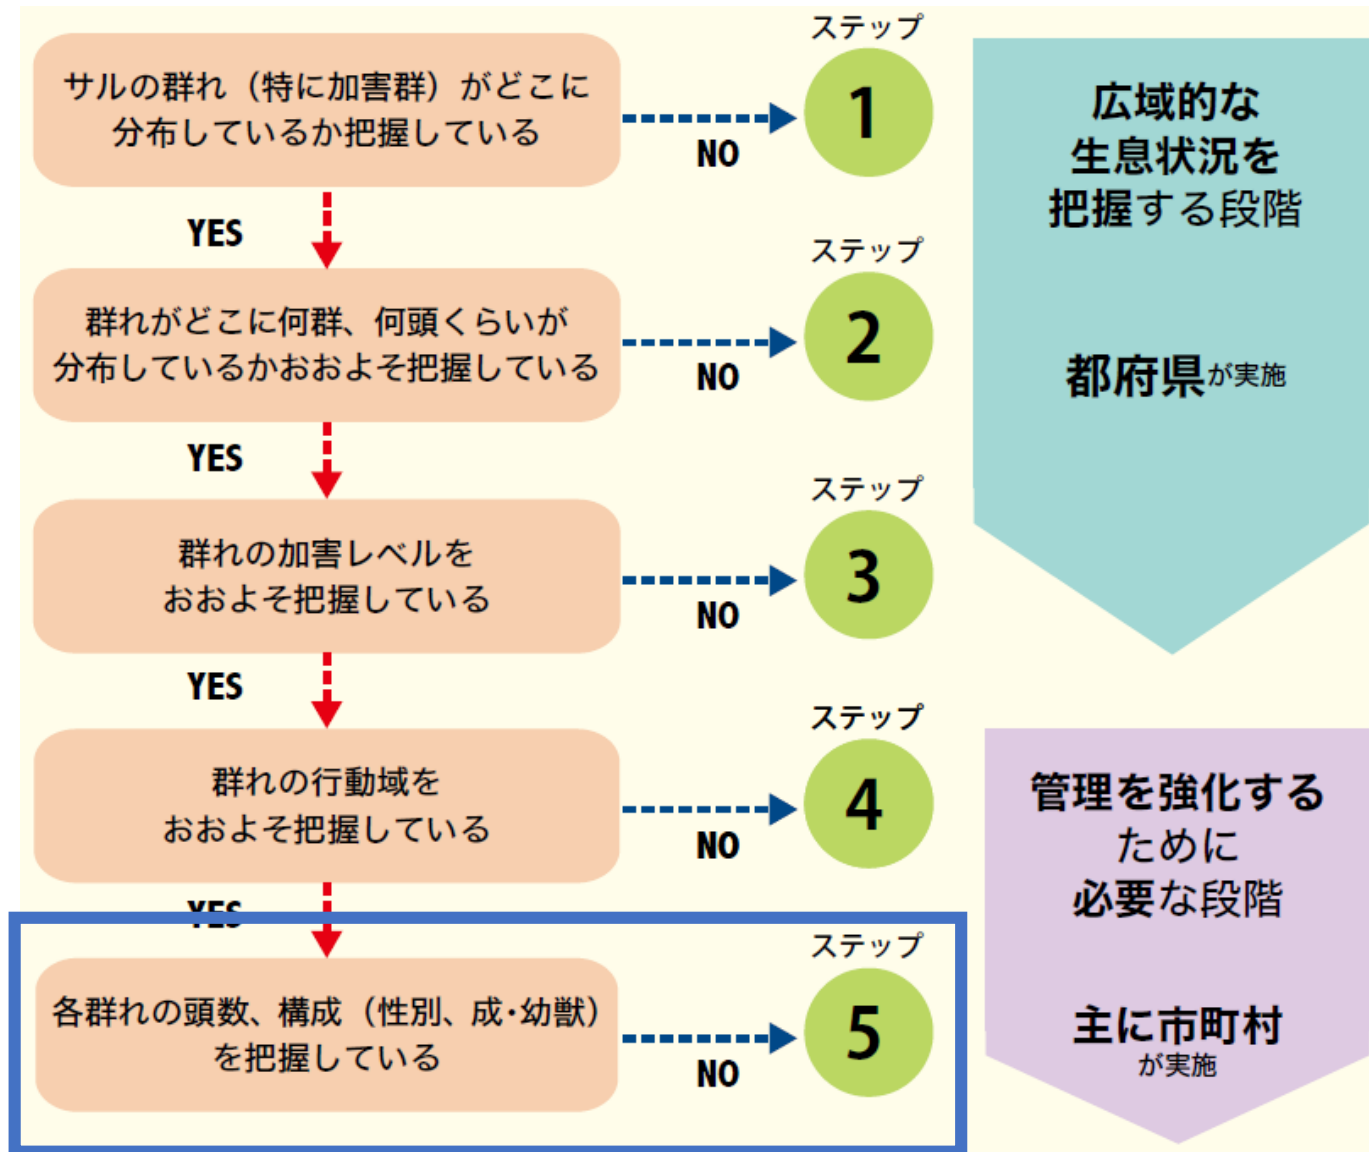 サルの群れ（特に加害群）がどこに
分布しているか把握している
NO
ステップ
1
YES
群れがどこに何群、何頭くらいが
分布しているかおおよそ把握している
NO
ステップ
2
YES
群れの加害レベルを
おおよそ把握している
NO
ステップ
3
YES
群れの行動域を
おおよそ把握している
NO
ステップ
4
YES
各群れの頭数、構成（性別、成・幼獣）
を把握している
NO
ステップ
5
広域的な
生息状況を
把握する段階
都府県が実施
管理を強化する
ために
必要な段階
主に市町村
が実施